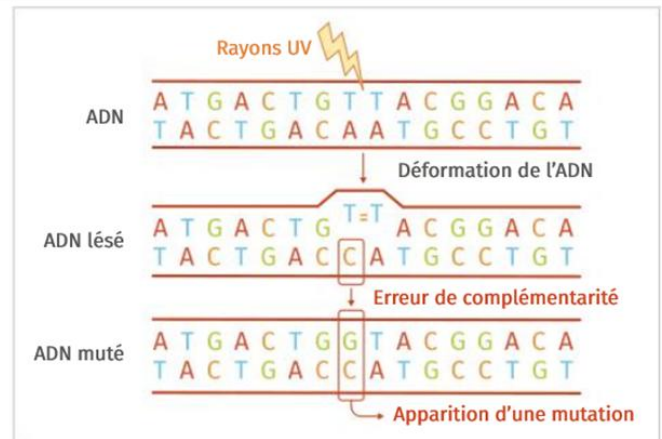 Rayons UV
ADN
A T G A C T G T T A C G G A C A
T A C T G A C A A T G C C T G T
Déformation de l'ADN
ADN lésé
A T G A C T G T=T A C G G A C A
T A C T G A C C A T G C C T G T
Erreur de complémentarité
ADN muté
A T G A C T G G T A C G G A C A
T A C T G A C C A T G C C T G T
Apparition d'une mutation